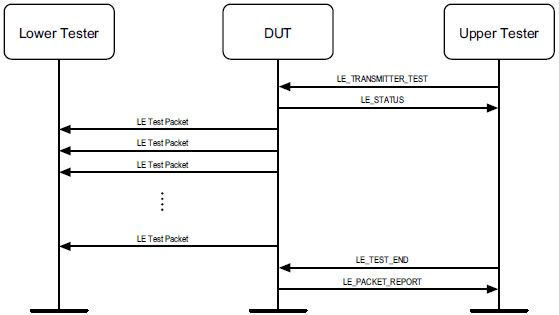 Lower Tester
DUT
Upper Tester
LE_TRANSMITTER_TEST
LE_STATUS
LE Test Packet
LE Test Packet
LE Test Packet
LE Test Packet
LE_TEST_END
LE_PACKET_REPORT